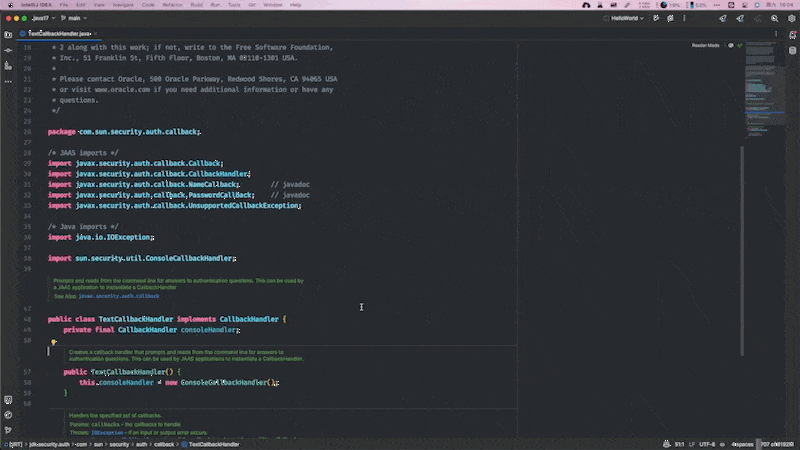 IntelliJ IDEA File Edit View Navigate Code Refactor Build Run Tools Git Window Help
java17 main HelloWorld
TextCallbackHandler.java
Reader Mode
18 * 2 along with this work; if not, write to the Free Software Foundation,
19 * Inc., 51 Franklin St, Fifth Floor, Boston, MA 02110-1301 USA.
20 *
21 * Please contact Oracle, 500 Oracle Parkway, Redwood Shores, CA 94065 USA
22 * or visit www.oracle.com if you need additional information or have any
23 * questions.
24 */
25
26 package com.sun.security.auth.callback;
27
28 /* JAAS imports */
29 import javax.security.auth.callback.Callback;
30 import javax.security.auth.callback.CallbackHandler;
31 import javax.security.auth.callback.NameCallback; // javadoc
32 import javax.security.auth.callback.PasswordCallback; // javadoc
33 import javax.security.auth.callback.UnsupportedCallbackException;
34
35 /* Java imports */
36 import java.io.IOException;
37
38 import sun.security.util.ConsoleCallbackHandler;
39
Prompts and reads from the command line for answers to authentication questions. This can be used by
a JAAS application to instantiate a CallbackHandler
See Also: javax.security.auth.callback
47
48 public class TextCallbackHandler implements CallbackHandler {
49 private final CallbackHandler consoleHandler;
50
Creates a callback handler that prompts and reads from the command line for answers to
authentication questions. This can be used by JAAS applications to instantiate a CallbackHandler.
57 public TextCallbackHandler() {
58 this.consoleHandler = new ConsoleCallbackHandler();
59 }
60
Handles the specified set of callbacks.
Params: callbacks – the callbacks to handle
Throws: IOException – if an input or output error occurs.
jdk.security.auth com sun security auth callback TextCallbackHandler
51:1 LF UTF-8 4 spaces